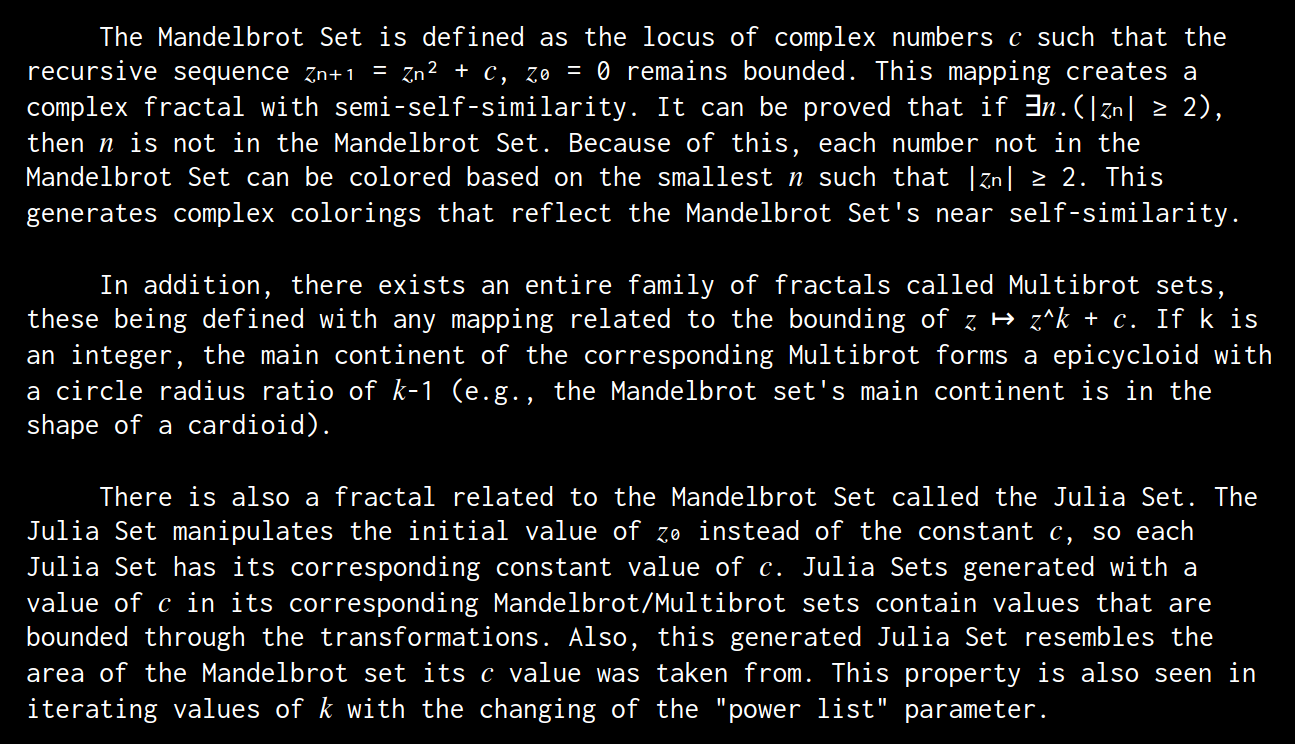 The Mandelbrot Set is defined as the locus of complex numbers c such that the
recursive sequence zₙ₊₁ = zₙ² + c, z₀ = 0 remains bounded. This mapping creates a
complex fractal with semi-self-similarity. It can be proved that if ∃n.(|zₙ| ≥ 2),
then n is not in the Mandelbrot Set. Because of this, each number not in the
Mandelbrot Set can be colored based on the smallest n such that |zₙ| ≥ 2. This
generates complex colorings that reflect the Mandelbrot Set's near self-similarity.
In addition, there exists an entire family of fractals called Multibrot sets,
these being defined with any mapping related to the bounding of z ↦ z^k + c. If k is
an integer, the main continent of the corresponding Multibrot forms a epicycloid with
a circle radius ratio of k-1 (e.g., the Mandelbrot set's main continent is in the
shape of a cardioid).
There is also a fractal related to the Mandelbrot Set called the Julia Set. The
Julia Set manipulates the initial value of z₀ instead of the constant c, so each
Julia Set has its corresponding constant value of c. Julia Sets generated with a
value of c in its corresponding Mandelbrot/Multibrot sets contain values that are
bounded through the transformations. Also, this generated Julia Set resembles the
area of the Mandelbrot set its c value was taken from. This property is also seen in
iterating values of k with the changing of the "power list" parameter.